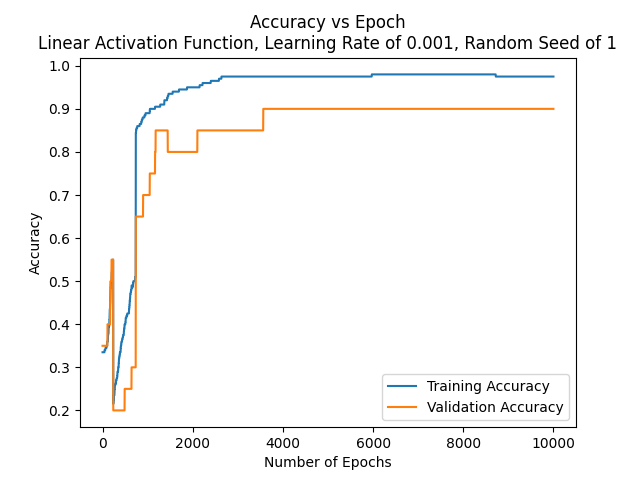 Accuracy vs Epoch
Linear Activation Function, Learning Rate of 0.001, Random Seed of 1
1.0
0.9
0.8
0.7
0.6
0.5
0.4
0.3
0.2
Accuracy
Training Accuracy
Validation Accuracy
0 2000 4000 6000 8000 10000
Number of Epochs